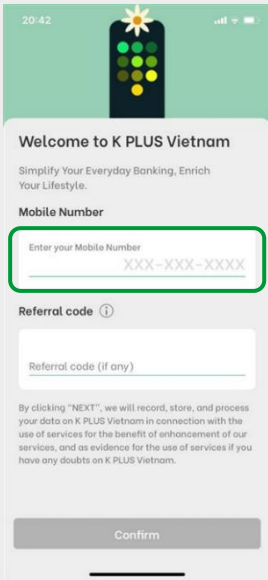 20:42
Welcome to K PLUS Vietnam
Simplify Your Everyday Banking, Enrich
Your Lifestyle.
Mobile Number
Enter your Mobile Number
XXX-XXX-XXXX
Referral code
Referral code (if any)
By clicking "NEXT", we will record, store, and process
your data on K PLUS Vietnam in connection with the
use of services for the benefit of enhancement of our
services, and as evidence for the use of services if you
have any doubts on K PLUS Vietnam.
Confirm